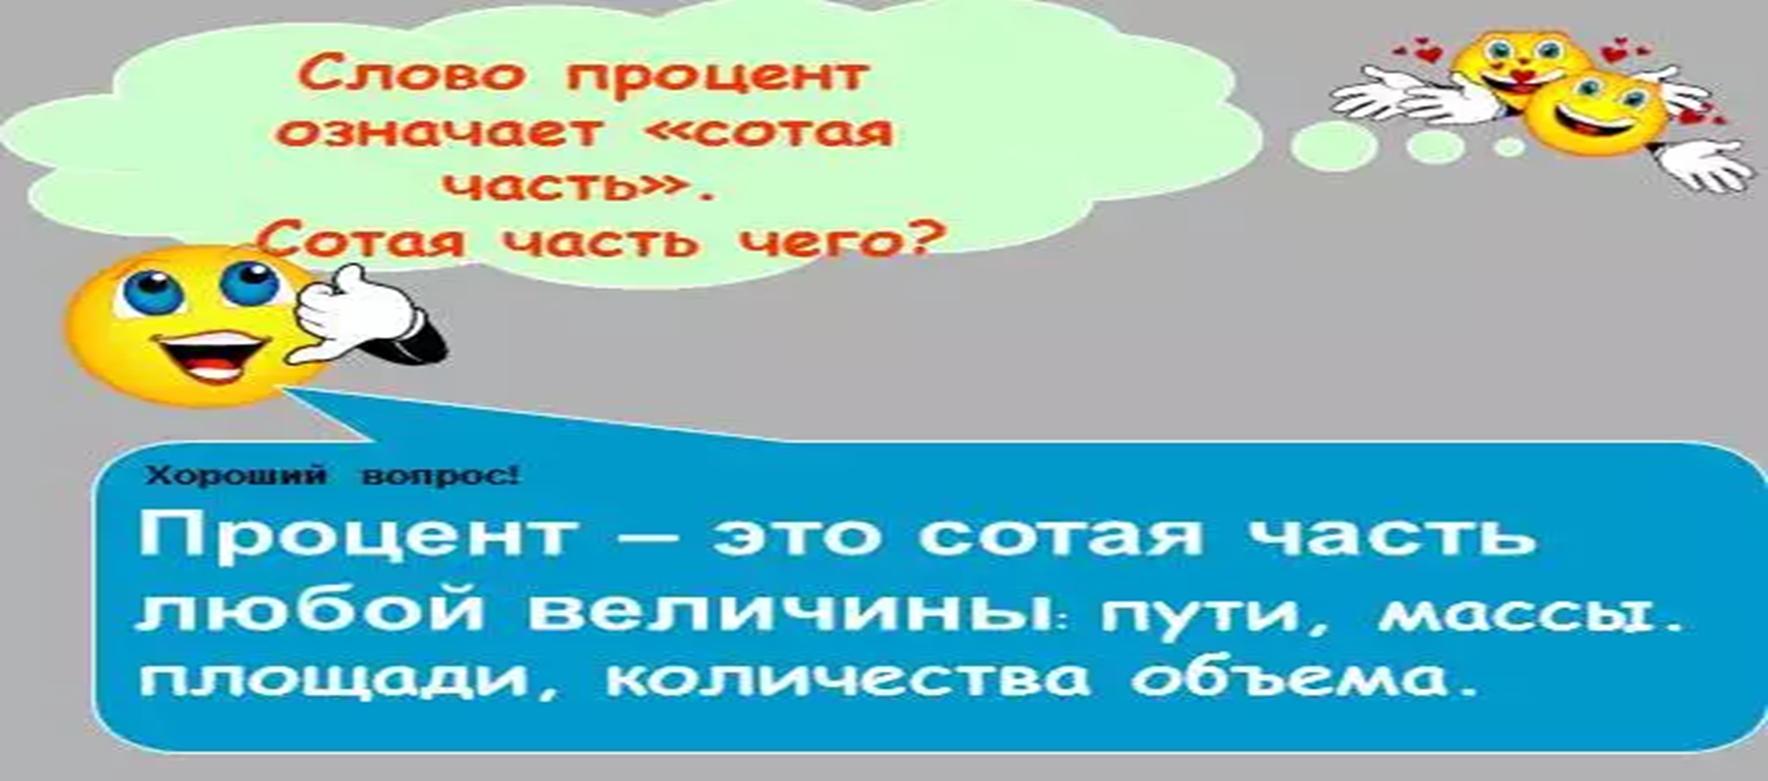 Слово процент
означает «сотая
часть».
Сотая часть чего?
Хороший вопрос!
Процент – это сотая часть
любой величины: пути, массы.
площади, количества объема.